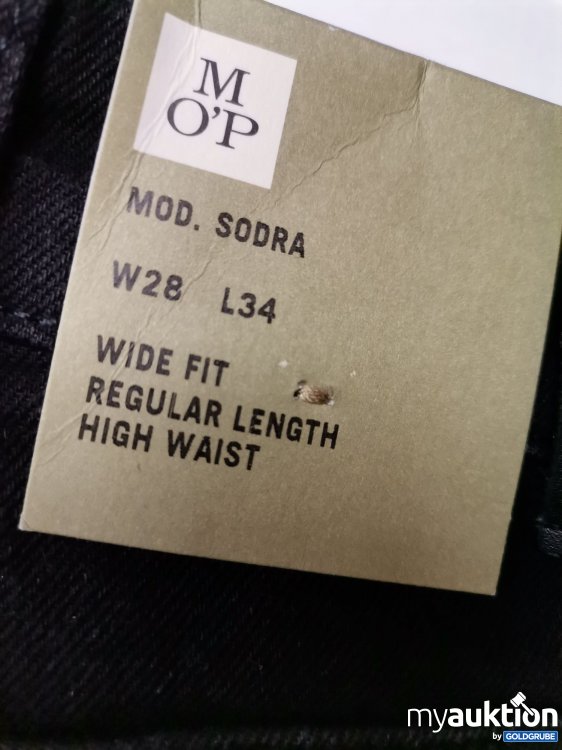 M
O'P
MOD. SODRA
W28 L34
WIDE FIT
REGULAR LENGTH
HIGH WAIST
myauktion
by GOLDGRUBE